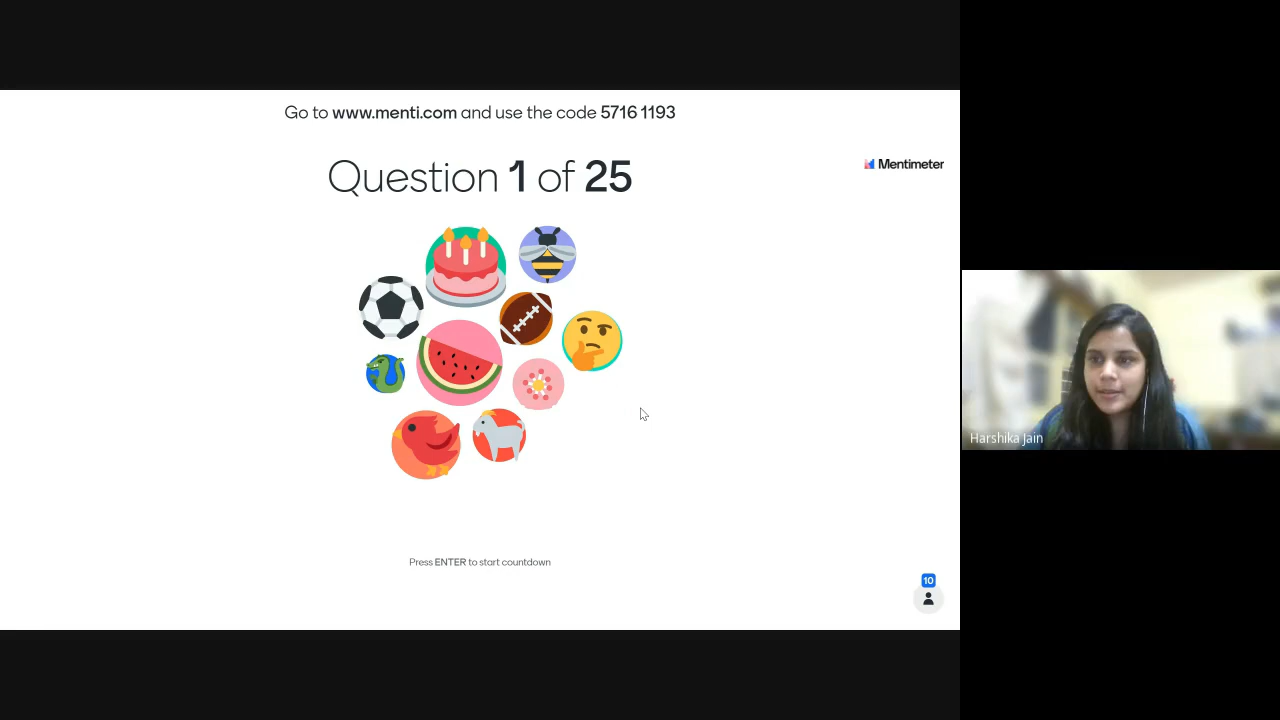 Go to www.menti.com and use the code 5716 1193
Mentimeter
Question 1 of 25
Harshika Jain
Press ENTER to start countdown
10